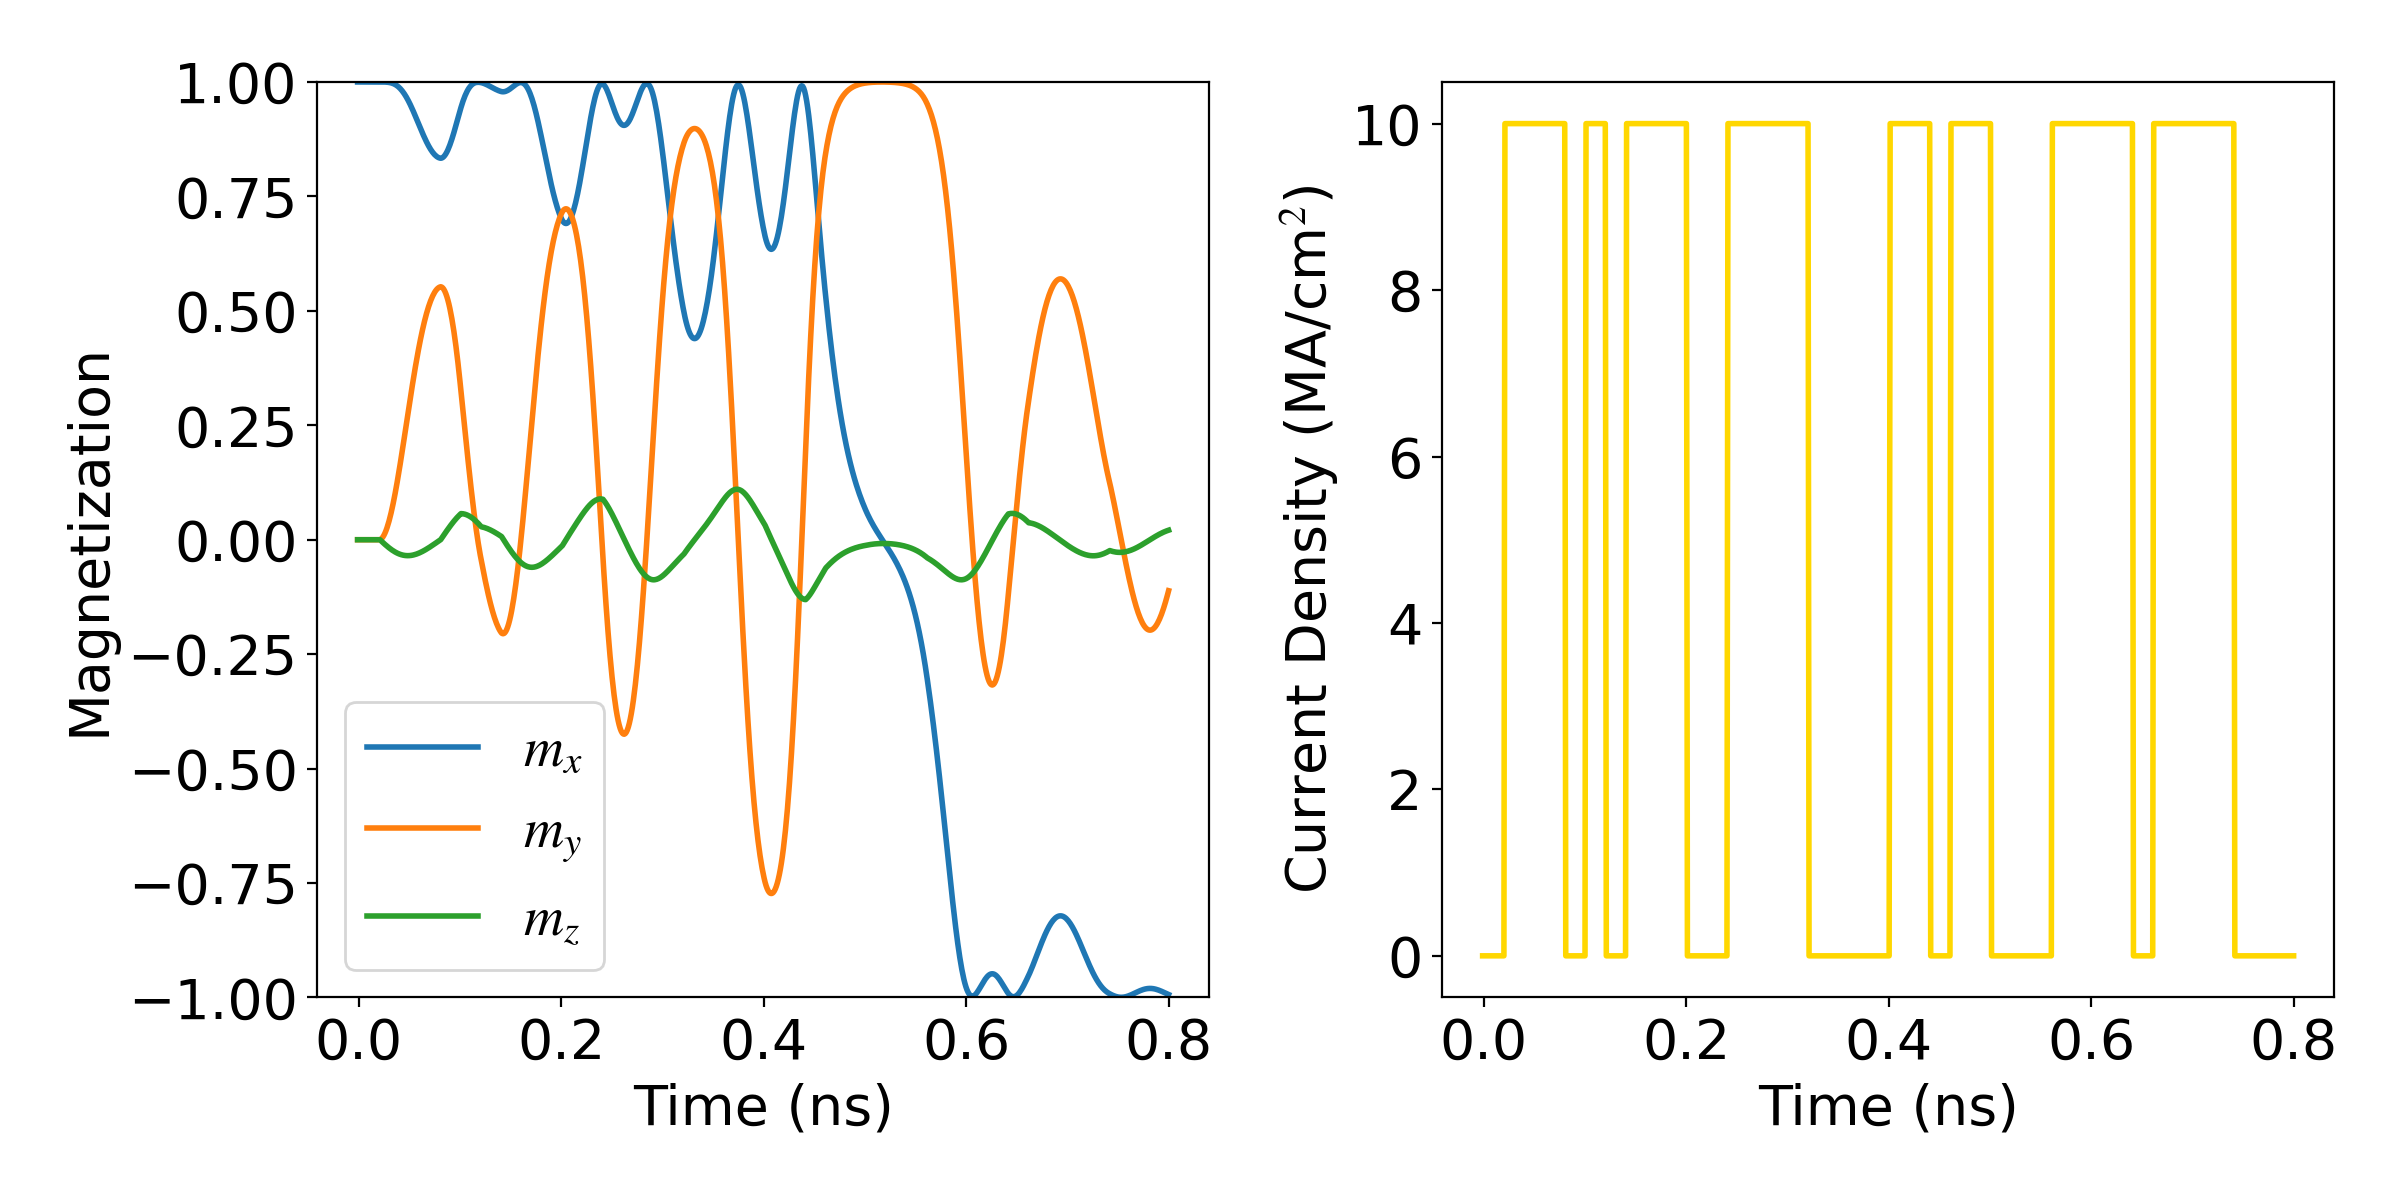 Magnetization
1.00
0.75
0.50
0.25
0.00
−0.25
−0.50
−0.75
−1.00
m_x
m_y
m_z
0.0 0.2 0.4 0.6 0.8
Time (ns)
Current Density (MA/cm²)
10
8
6
4
2
0
0.0 0.2 0.4 0.6 0.8
Time (ns)